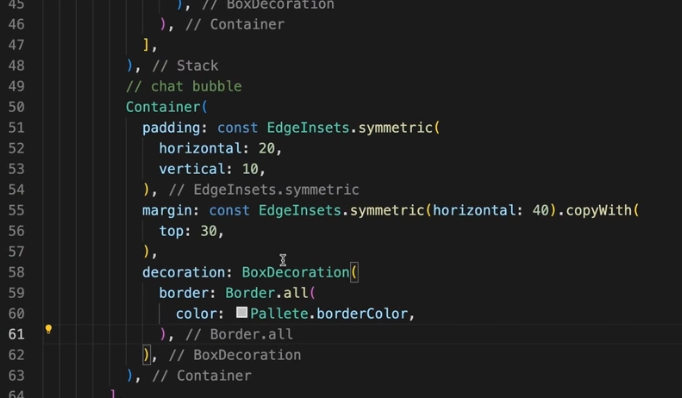 45 ), // BoxDecoration
46 ), // Container
47 ],
48 ), // Stack
49 // chat bubble
50 Container(
51 padding: const EdgeInsets.symmetric(
52 horizontal: 20,
53 vertical: 10,
54 ), // EdgeInsets.symmetric
55 margin: const EdgeInsets.symmetric(horizontal: 40).copyWith(
56 top: 30,
57 ),
58 decoration: BoxDecoration(
59 border: Border.all(
60 color: Pallete.borderColor,
61 ), // Border.all
62 ), // BoxDecoration
63 ), // Container
64 ]